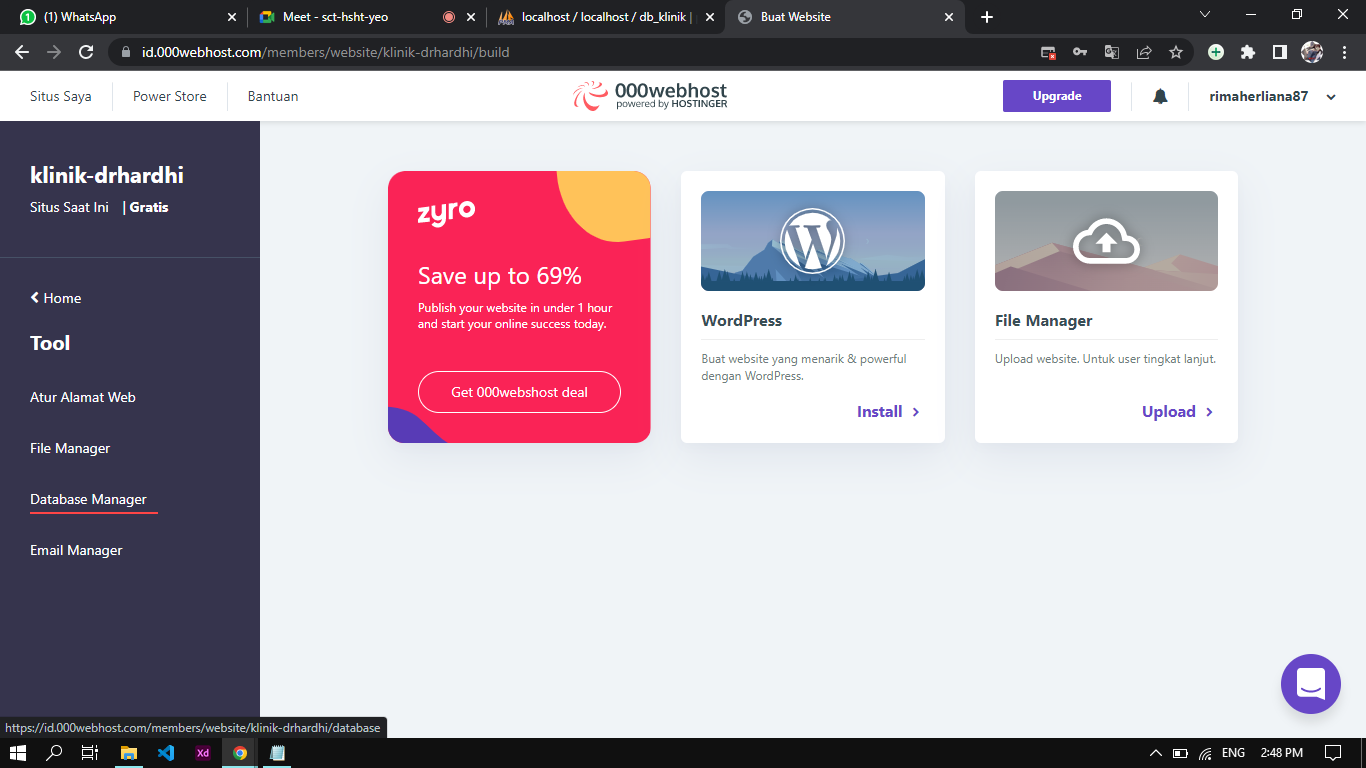 (1) WhatsApp
Meet - sct-hsht-yeo
localhost / localhost / db_klinik | p
Buat Website
id.000webhost.com/members/website/klinik-drhardhi/build
Situs Saya
Power Store
Bantuan
000webhost
powered by HOSTINGER
Upgrade
rimaherliana87
klinik-drhardhi
Situs Saat Ini | Gratis
Home
Tool
Atur Alamat Web
File Manager
Database Manager
Email Manager
zyro
Save up to 69%
Publish your website in under 1 hour
and start your online success today.
Get 000webshost deal
WordPress
Buat website yang menarik & powerful
dengan WordPress.
Install
File Manager
Upload website. Untuk user tingkat lanjut.
Upload
https://id.000webhost.com/members/website/klinik-drhardhi/database
Xd
ENG
2:48 PM